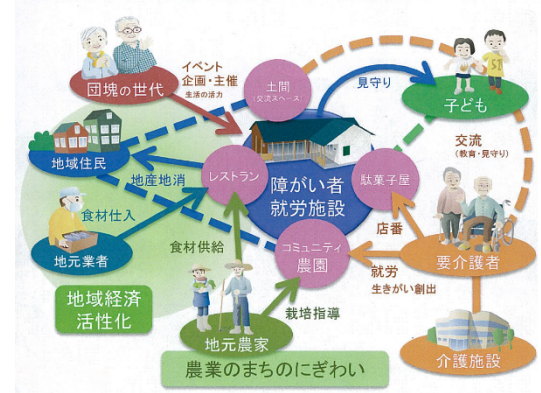 団塊の世代
イベント
企画・主催
生活の活力
土間
(交流スペース)
見守り
子ども
交流
(教育・見守り)
地域住民
地産地消
レストラン
障がい者
就労施設
駄菓子屋
店番
食材仕入
地元業者
食材供給
コミュニティ
農園
就労
生きがい創出
要介護者
地域経済
活性化
栽培指導
地元農家
介護施設
農業のまちのにぎわい